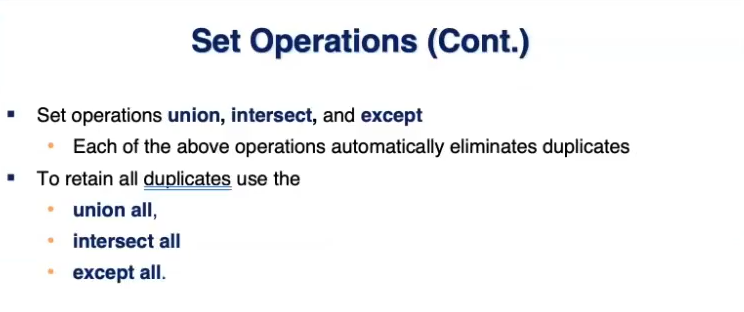 Set Operations (Cont.)
Set operations union, intersect, and except
Each of the above operations automatically eliminates duplicates
To retain all duplicates use the
union all,
intersect all
except all.